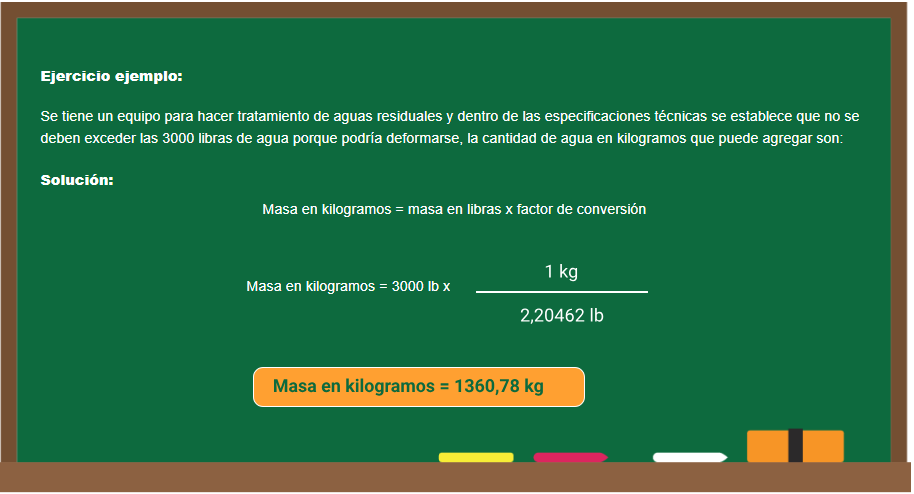 Ejercicio ejemplo:
Se tiene un equipo para hacer tratamiento de aguas residuales y dentro de las especificaciones técnicas se establece que no se
deben exceder las 3000 libras de agua porque podría deformarse, la cantidad de agua en kilogramos que puede agregar son:
Solución:
Masa en kilogramos = masa en libras x factor de conversión
Masa en kilogramos = 3000 lb x
1 kg
2,20462 lb
Masa en kilogramos = 1360,78 kg